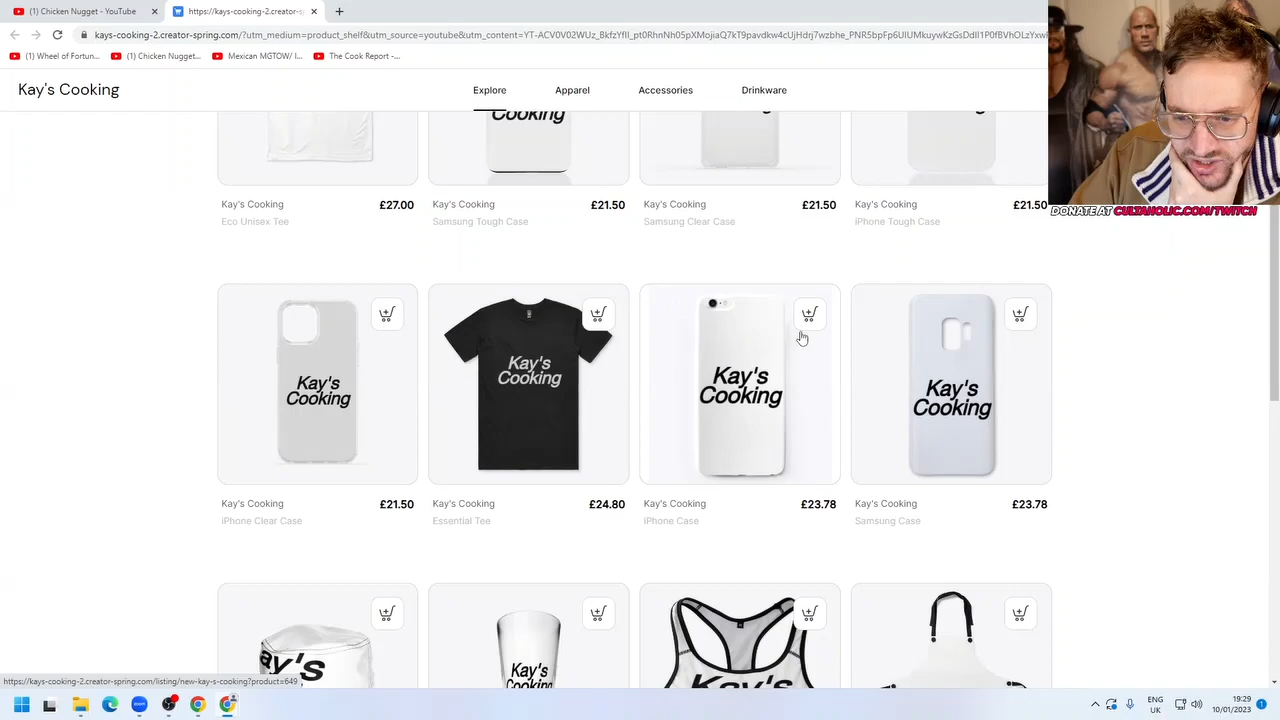 (1) Chicken Nugget - YouTube
https://kays-cooking-2.creator-sp
kays-cooking-2.creator-spring.com/?utm_medium=product_shelf&utm_source=youtube&utm_content=
(1) Wheel of Fortun...
(1) Chicken Nugget...
Mexican MGTOW/ I...
The Cook Report -...
Kay's Cooking
Explore
Apparel
Accessories
Drinkware
DONATE AT CULTAHOLIC.COM/TWITCH
Cooking
Kay's Cooking
£27.00
Eco Unisex Tee
Kay's Cooking
£21.50
Samsung Tough Case
Kay's Cooking
£21.50
Samsung Clear Case
Kay's Cooking
£21.50
iPhone Tough Case
Kay's
Cooking
Kay's
Cooking
Kay's
Cooking
Kay's
Cooking
Kay's Cooking
£21.50
iPhone Clear Case
Kay's Cooking
£24.80
Essential Tee
Kay's Cooking
£23.78
iPhone Case
Kay's Cooking
£23.78
Samsung Case
ay's
Kay's
Cooking
Kay's
https://kays-cooking-2.creator-spring.com/listing/new-kay-s-cooking?product=649
ENG
UK
19:29
10/01/2023
1